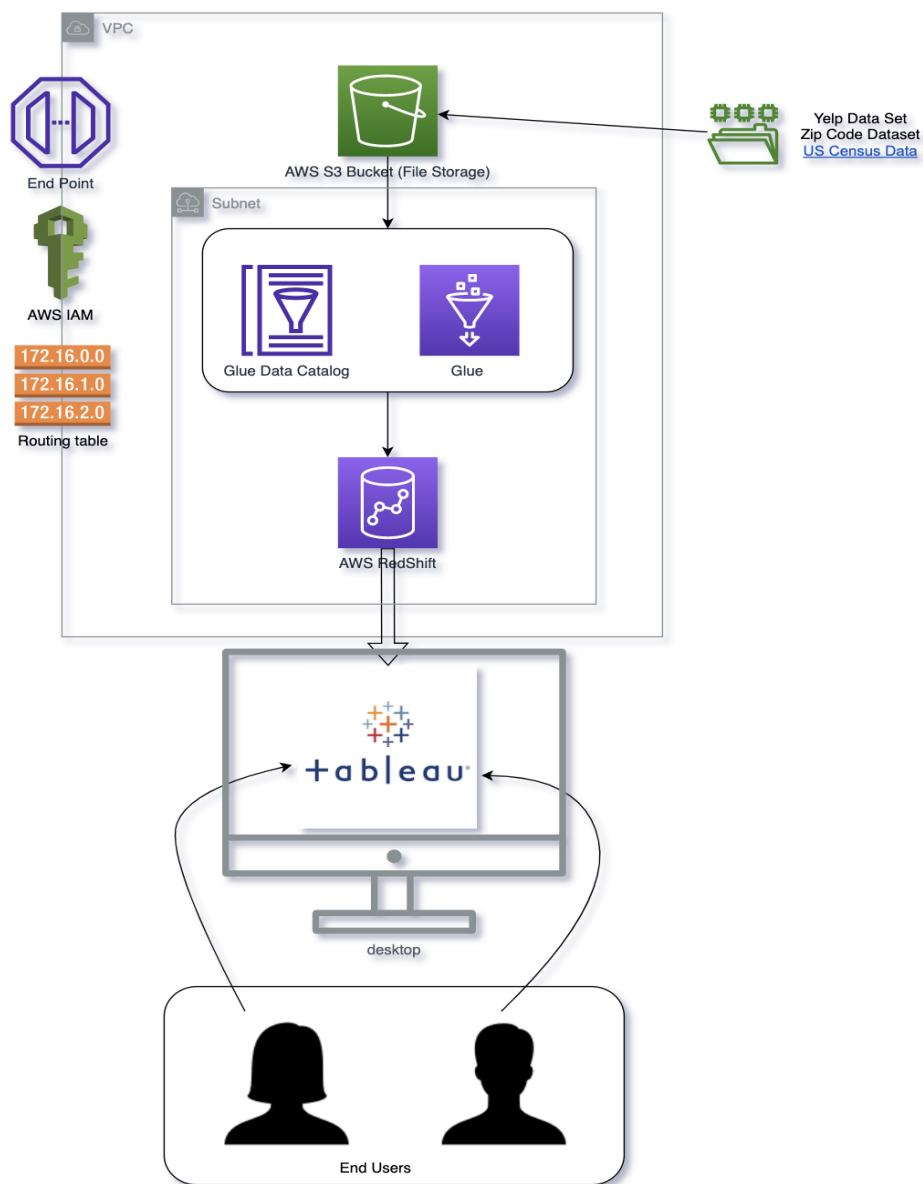 VPC
End Point
AWS IAM
172.16.0.0
172.16.1.0
172.16.2.0
Routing table
AWS S3 Bucket (File Storage)
Yelp Data Set
Zip Code Dataset
US Census Data
Subnet
Glue Data Catalog
Glue
AWS RedShift
+ableau
desktop
End Users